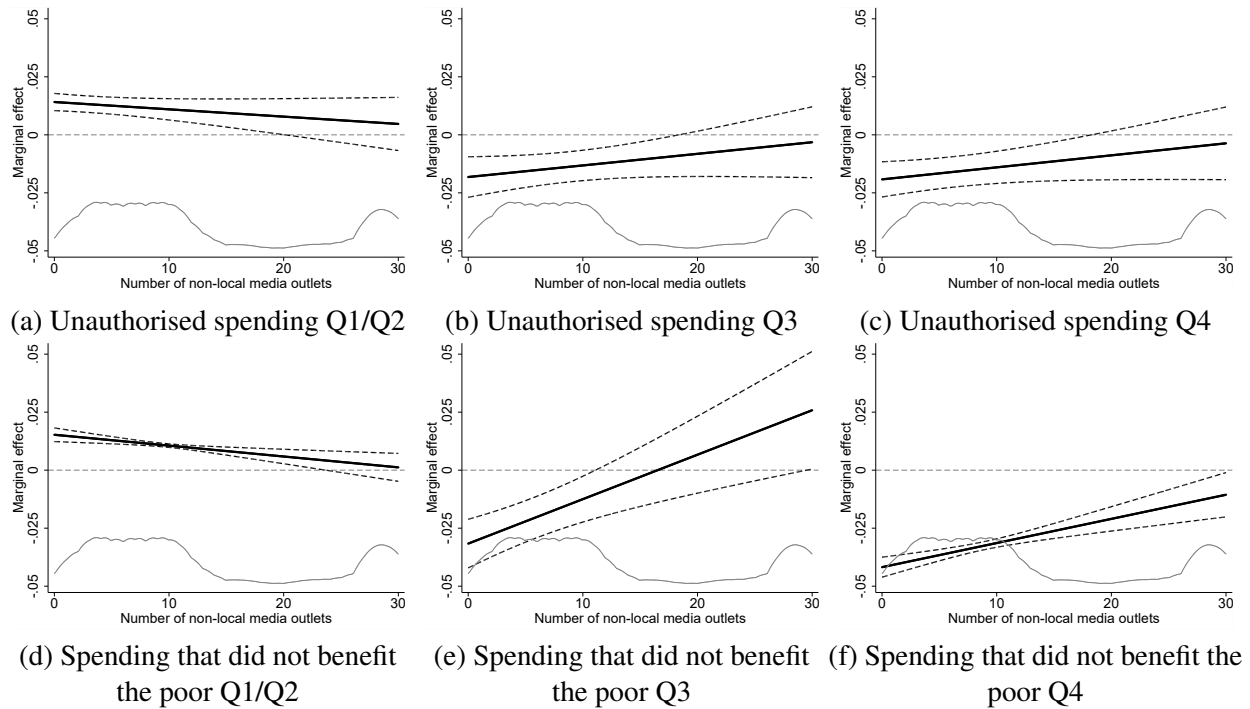 .05
.025
0
-.025
-.05
Marginal effect
0 10 20 30
Number of non-local media outlets
(a) Unauthorised spending Q1/Q2
.05
.025
0
-.025
-.05
Marginal effect
0 10 20 30
Number of non-local media outlets
(b) Unauthorised spending Q3
.05
.025
0
-.025
-.05
Marginal effect
0 10 20 30
Number of non-local media outlets
(c) Unauthorised spending Q4
.05
.025
0
-.025
-.05
Marginal effect
0 10 20 30
Number of non-local media outlets
(d) Spending that did not benefit
the poor Q1/Q2
.05
.025
0
-.025
-.05
Marginal effect
0 10 20 30
Number of non-local media outlets
(e) Spending that did not benefit
the poor Q3
.05
.025
0
-.025
-.05
Marginal effect
0 10 20 30
Number of non-local media outlets
(f) Spending that did not benefit the
poor Q4